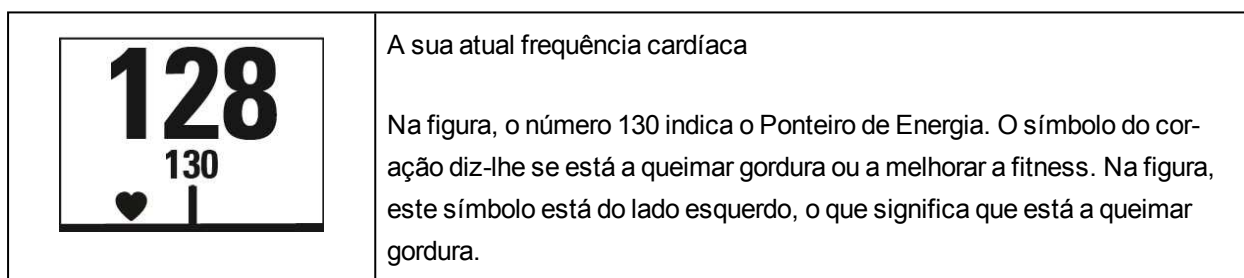 128
130
A sua atual frequência cardíaca
Na figura, o número 130 indica o Ponteiro de Energia. O símbolo do cor-
ação diz-lhe se está a queimar gordura ou a melhorar a fitness. Na figura,
este símbolo está do lado esquerdo, o que significa que está a queimar
gordura.